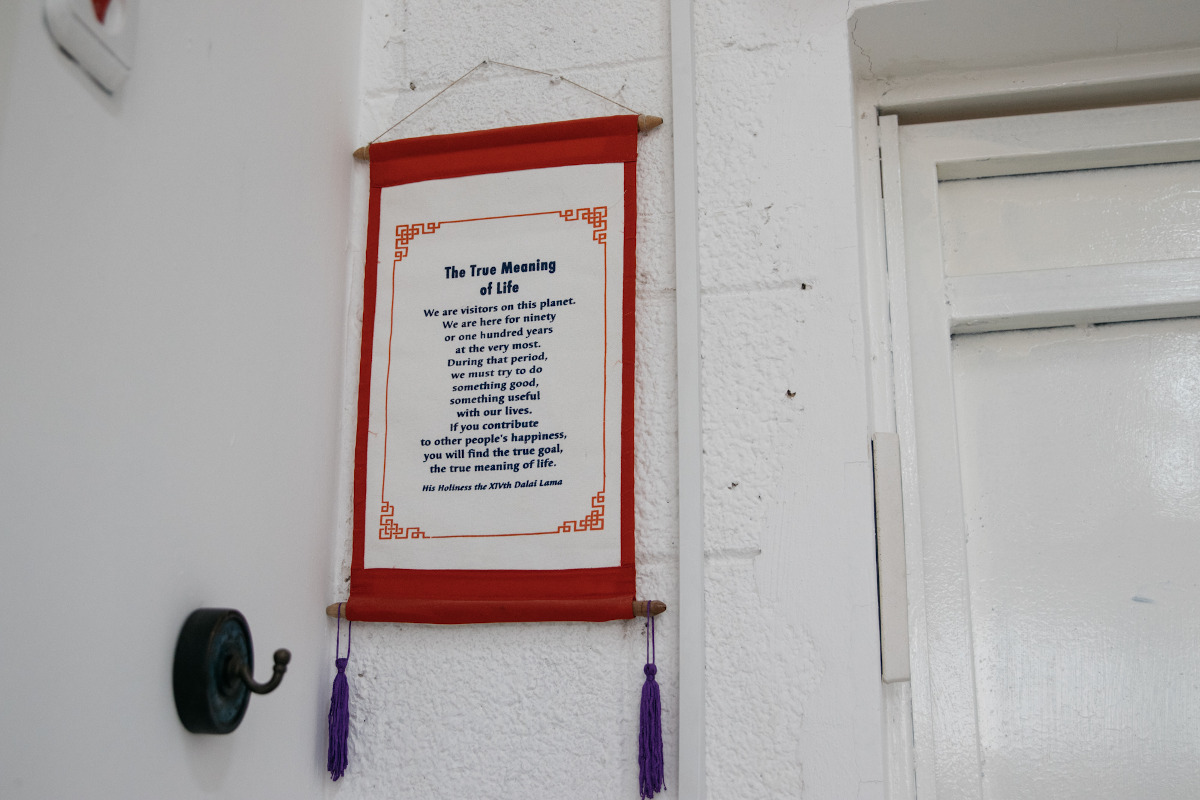 The True Meaning
of Life
We are visitors on this planet.
We are here for ninety
or one hundred years
at the very most.
During that period,
we must try to do
something good,
something useful
with our lives.
If you contribute
to other people's happiness,
you will find the true goal,
the true meaning of life.
His Holiness the XIVth Dalai Lama